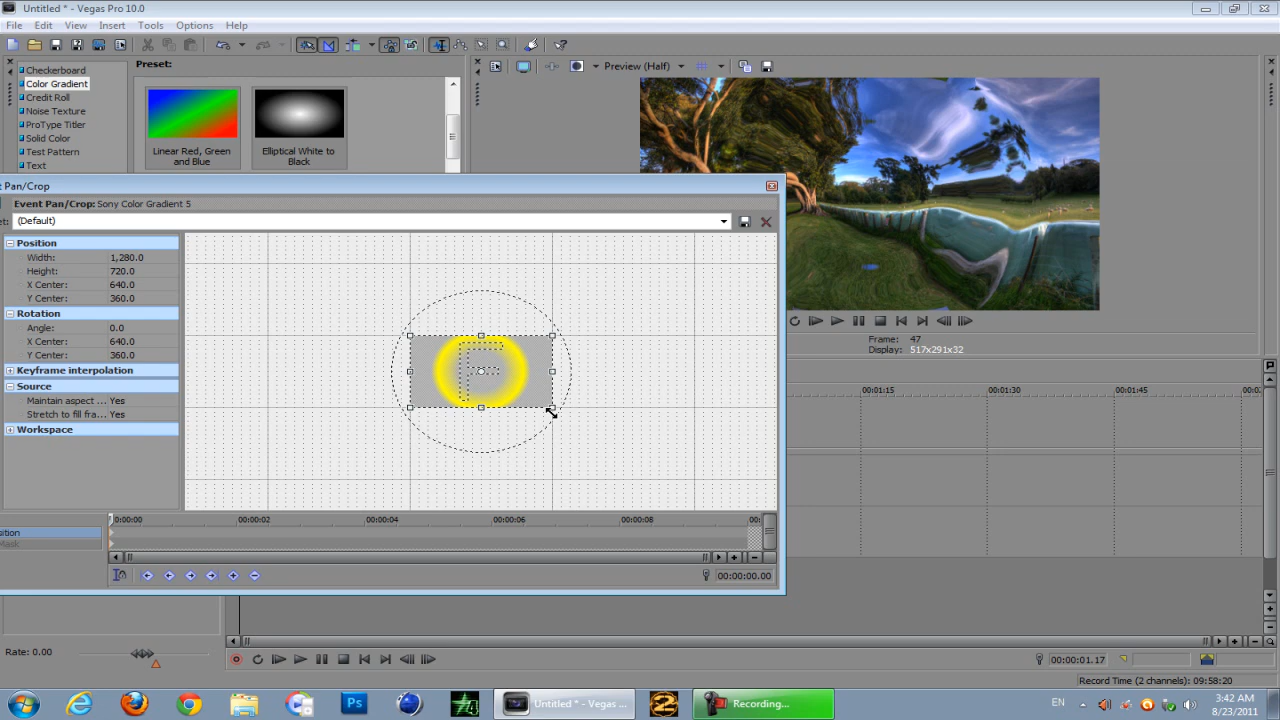 Untitled * - Vegas Pro 10.0
File Edit View Insert Tools Options Help
Checkerboard
Color Gradient
Credit Roll
Noise Texture
ProType Titler
Solid Color
Test Pattern
Text
Preset:
Linear Red, Green and Blue
Elliptical White to Black
Preview (Half)
Pan/Crop
Event Pan/Crop: Sony Color Gradient 5
(Default)
Position
Width: 1,280.0
Height: 720.0
X Center: 640.0
Y Center: 360.0
Rotation
Angle: 0.0
X Center: 640.0
Y Center: 360.0
Keyframe interpolation
Source
Maintain aspect ... Yes
Stretch to fill fra... Yes
Workspace
Frame: 47
Display: 517x291x32
00:01:15 00:01:30 00:01:45
0:00:00 00:00:02 00:00:04 00:00:06 00:00:08
Mask
00:00:00.00
Rate: 0.00
00:00:01.17
Record Time (2 channels): 09:58:20
Untitled * - Vegas ...
Recording...
EN
3:42 AM
8/23/2011